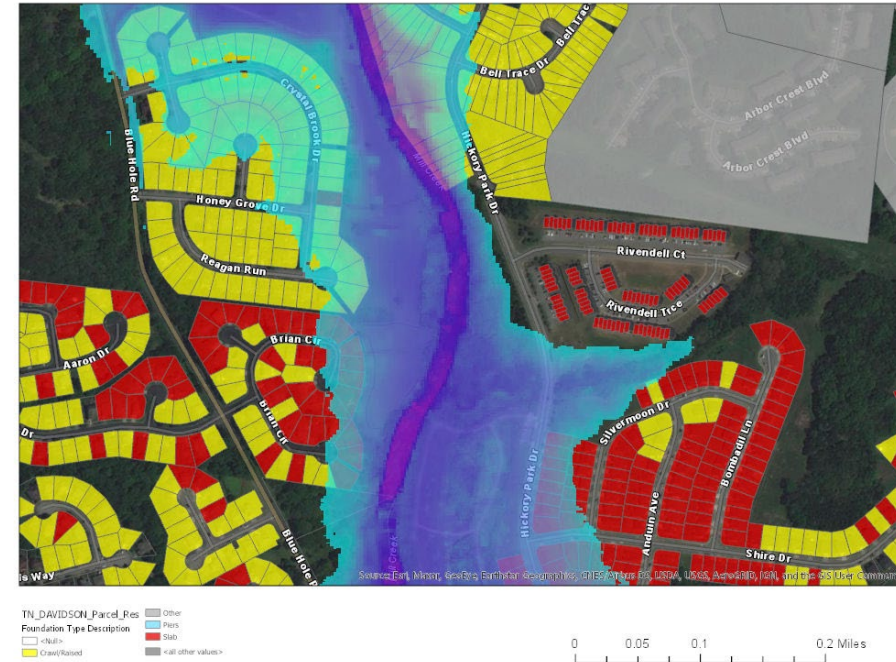 Bell Trace Dr
Bell Tra
Arbor Crest Blvd
Arbor Crest Blvd
Crystal Brook Dr
Blue Hole Rd
Mill Creek
Hickory Park Dr
Honey Grove Dr
Reagan Run
Rivendell Ct
Rivendell Trce
Brian Cir
Aaron Dr
Brian Cir
Dr
Silvermoon Dr
Bombadil Ln
Hickory Park Dr
Anduin Ave
Shire Dr
Blue Hole R
is Way
Source: Esri, Maxar, GeoEye, Earthstar Geographics, CNES/Airbus DS, USDA, USGS, AeroGRID, IGN, and the GIS User Commun
TN_DAVIDSON_Parcel_Res
Foundation Type Description
<Null>
Crawl/Raised
Other
Piers
Slab
<all other values>
0 0.05 0.1 0.2 Miles